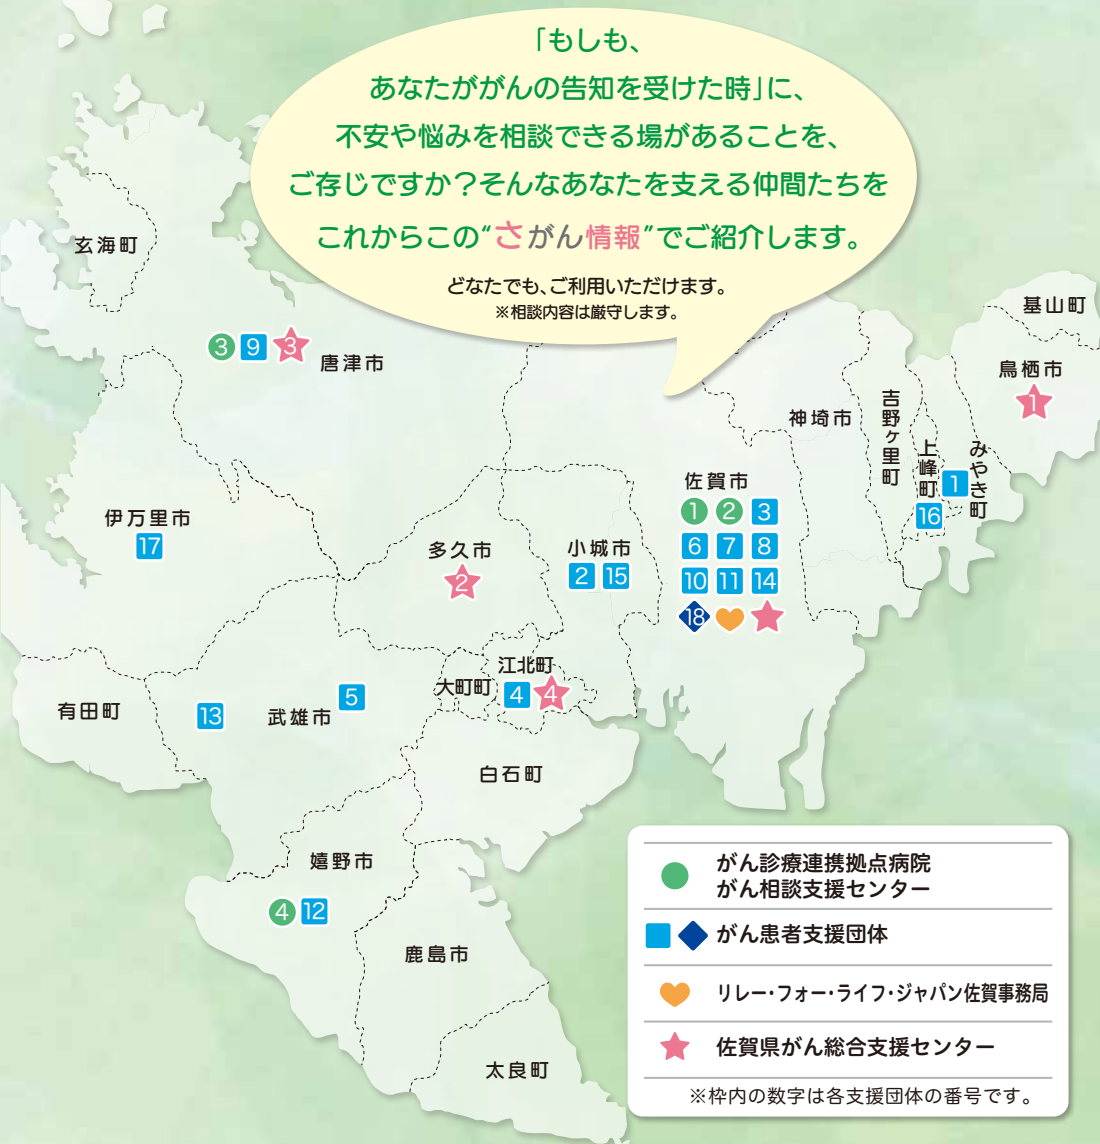 「もしも、
あなたががんの告知を受けた時」に、
不安や悩みを相談できる場があることを、
ご存じですか？そんなあなたを支える仲間たちを
これからこの“さがん情報”でご紹介します。
どなたでも、ご利用いただけます。
※相談内容は厳守します。
玄海町
3 9 3
唐津市
基山町
鳥栖市
1
神埼市
吉野ヶ里町
上峰町
16
みやき町
1
佐賀市
1 2 3
6 7 8
10 11 14
18
伊万里市
17
多久市
2
小城市
2 15
江北町
4 4
大町町
有田町
13
武雄市
5
白石町
嬉野市
4 12
鹿島市
太良町
がん診療連携拠点病院
がん相談支援センター
がん患者支援団体
リレー・フォー・ライフ・ジャパン佐賀事務局
佐賀県がん総合支援センター
※枠内の数字は各支援団体の番号です。